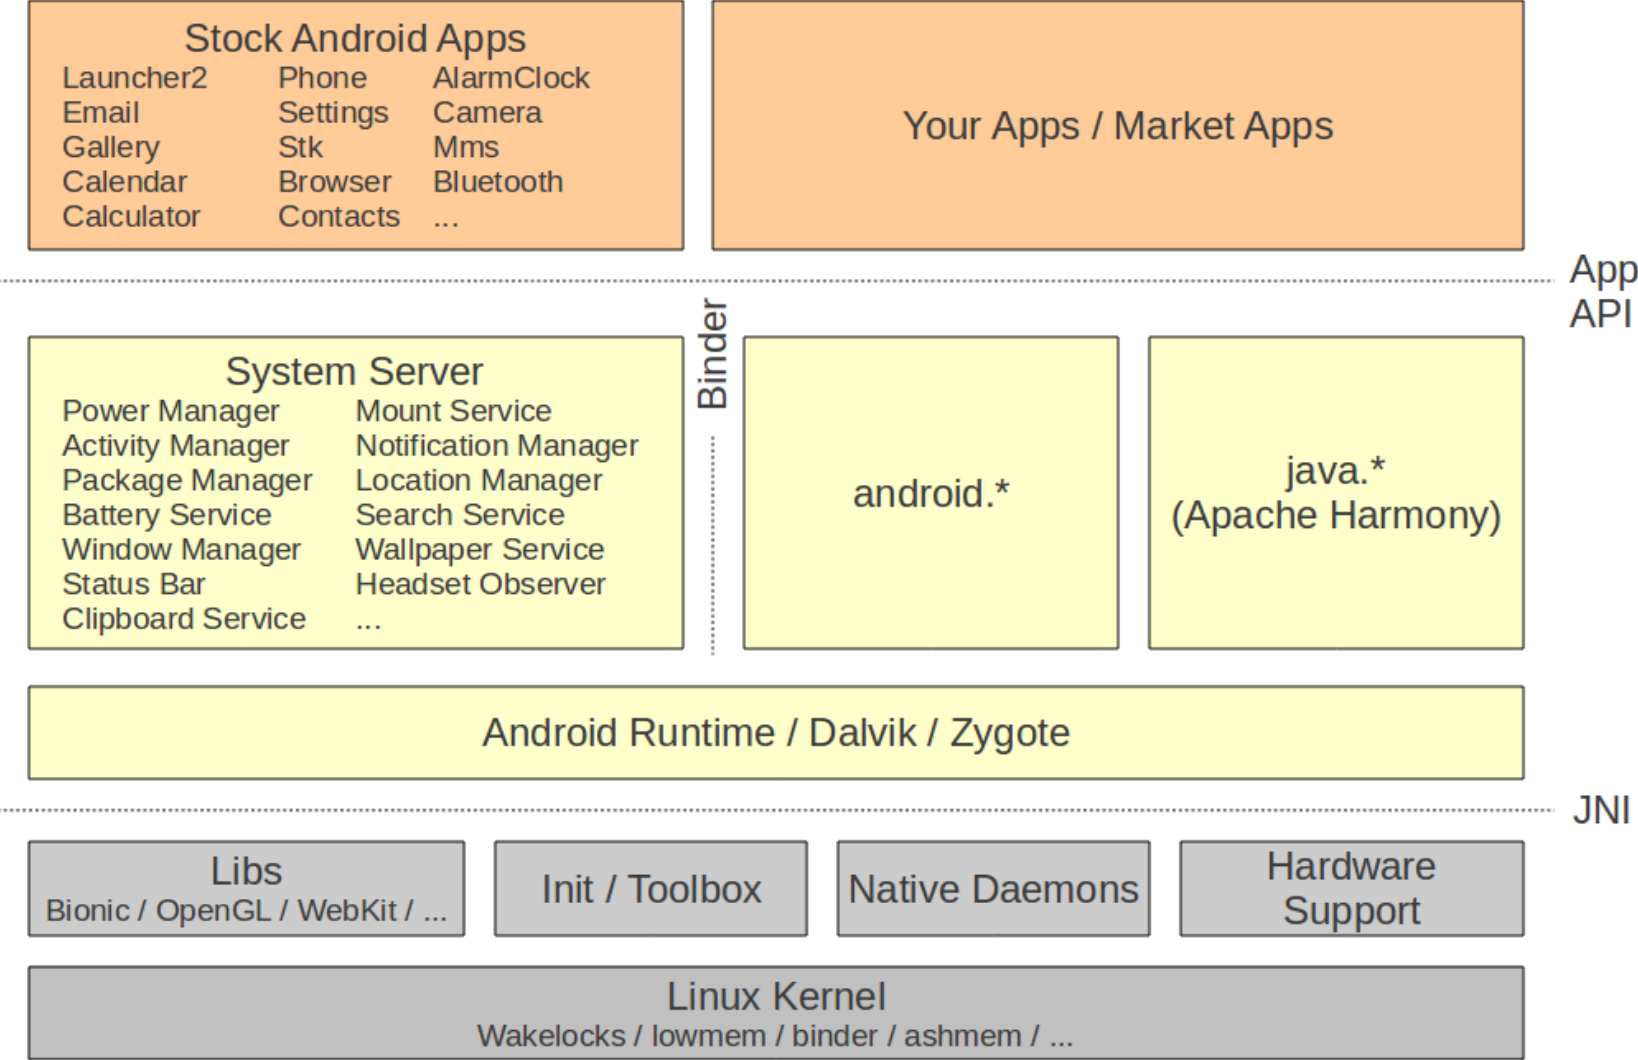 Stock Android Apps
Launcher2 Phone AlarmClock
Email Settings Camera
Gallery Stk Mms
Calendar Browser Bluetooth
Calculator Contacts ...
Your Apps / Market Apps
App
API
System Server
Power Manager Mount Service
Activity Manager Notification Manager
Package Manager Location Manager
Battery Service Search Service
Window Manager Wallpaper Service
Status Bar Headset Observer
Clipboard Service ...
Binder
android.*
java.*
(Apache Harmony)
Android Runtime / Dalvik / Zygote
JNI
Libs
Bionic / OpenGL / WebKit / ...
Init / Toolbox
Native Daemons
Hardware
Support
Linux Kernel
Wakelocks / lowmem / binder / ashmem / ...